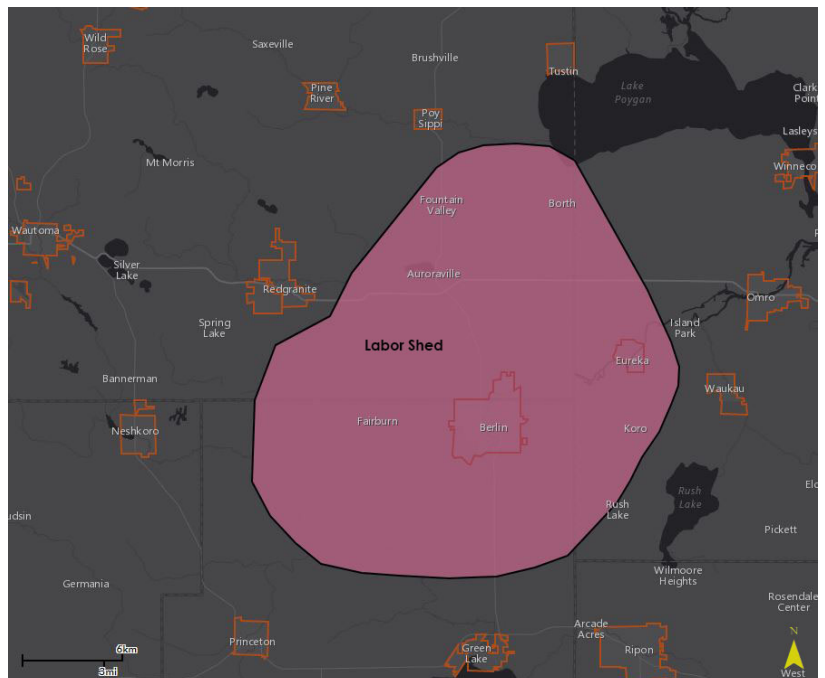 Wild
Rose
Saxeville
Brushville
Tustin
Lake
Poygan
Clark
Point
Pine
River
Poy
Sippi
Lasleys
Winneco
Mt Morris
Fountain
Valley
Borth
Wautoma
Silver
Lake
Auroraville
Redgranite
Omro
Spring
Lake
Island
Park
Labor Shed
Eureka
Bannerman
Waukau
Neshkoro
Fairburn
Berlin
Koro
Rush
Lake
Rush
Lake
Elo
udsin
Pickett
Germania
Wilmoore
Heights
Rosendale
Center
Princeton
Arcade
Acres
Green
Lake
Ripon
N
West
6km
3mi